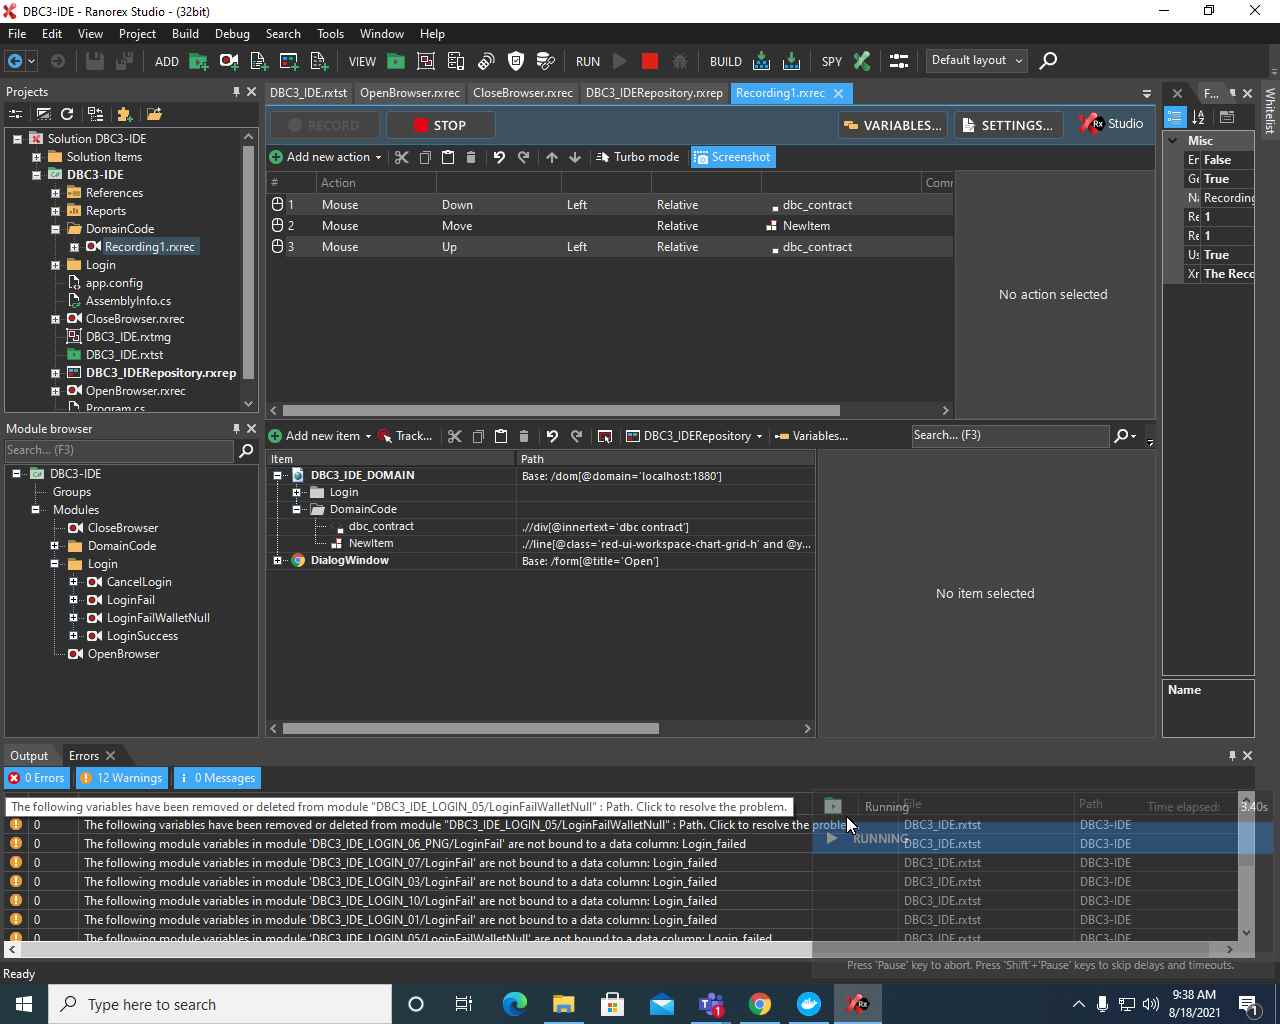 DBC3-IDE - Ranorex Studio - (32bit)
File Edit View Project Build Debug Search Tools Window Help
ADD VIEW RUN BUILD SPY Default layout
Projects
Solution DBC3-IDE
Solution Items
DBC3-IDE
References
Reports
DomainCode
Recording1.rxrec
Login
app.config
AssemblyInfo.cs
CloseBrowser.rxrec
DBC3_IDE.rxtmg
DBC3_IDE.rxtst
DBC3_IDERepository.rxrep
OpenBrowser.rxrec
Program.cs
Module browser
Search... (F3)
DBC3-IDE
Groups
Modules
CloseBrowser
DomainCode
Login
CancelLogin
LoginFail
LoginFailWalletNull
LoginSuccess
OpenBrowser
DBC3_IDE.rxtst OpenBrowser.rxrec CloseBrowser.rxrec DBC3_IDERepository.rxrep Recording1.rxrec
RECORD STOP VARIABLES... SETTINGS... Rx Studio
Add new action Turbo mode Screenshot
# Action Comr
1 Mouse Down Left Relative dbc_contract
2 Mouse Move Relative NewItem
3 Mouse Up Left Relative dbc_contract
No action selected
Add new item Track... DBC3_IDERepository Variables... Search... (F3)
Item Path
DBC3_IDE_DOMAIN Base: /dom[@domain='localhost:1880']
Login
DomainCode
dbc_contract .//div[@innertext='dbc contract']
NewItem .//line[@class='red-ui-workspace-chart-grid-h' and @y...
DialogWindow Base: /form[@title='Open']
No item selected
F...
Whitelist
Misc
Er False
Ge True
Na Recording
Re 1
Re 1
Us True
Xr The Reco
Name
Output Errors
0 Errors 12 Warnings 0 Messages
The following variables have been removed or deleted from module "DBC3_IDE_LOGIN_05/LoginFailWalletNull" : Path. Click to resolve the problem.
Running File Path Time elapsed: 3.40s
0 The following variables have been removed or deleted from module "DBC3_IDE_LOGIN_05/LoginFailWalletNull" : Path. Click to resolve the problem. DBC3_IDE.rxtst DBC3-IDE
RUNNING
0 The following module variables in module 'DBC3_IDE_LOGIN_06_PNG/LoginFail' are not bound to a data column: Login_failed DBC3_IDE.rxtst DBC3-IDE
0 The following module variables in module 'DBC3_IDE_LOGIN_07/LoginFail' are not bound to a data column: Login_failed DBC3_IDE.rxtst DBC3-IDE
0 The following module variables in module 'DBC3_IDE_LOGIN_03/LoginFail' are not bound to a data column: Login_failed DBC3_IDE.rxtst DBC3-IDE
0 The following module variables in module 'DBC3_IDE_LOGIN_10/LoginFail' are not bound to a data column: Login_failed DBC3_IDE.rxtst DBC3-IDE
0 The following module variables in module 'DBC3_IDE_LOGIN_01/LoginFail' are not bound to a data column: Login_failed DBC3_IDE.rxtst DBC3-IDE
0 The following module variables in module 'DBC3_IDE_LOGIN_05/LoginFailWalletNull' are not bound to a data column: Login_failed DBC3_IDE.rxtst DBC3-IDE
Press 'Pause' key to abort. Press 'Shift'+'Pause' keys to skip delays and timeouts.
Ready
Type here to search
9:38 AM
8/18/2021